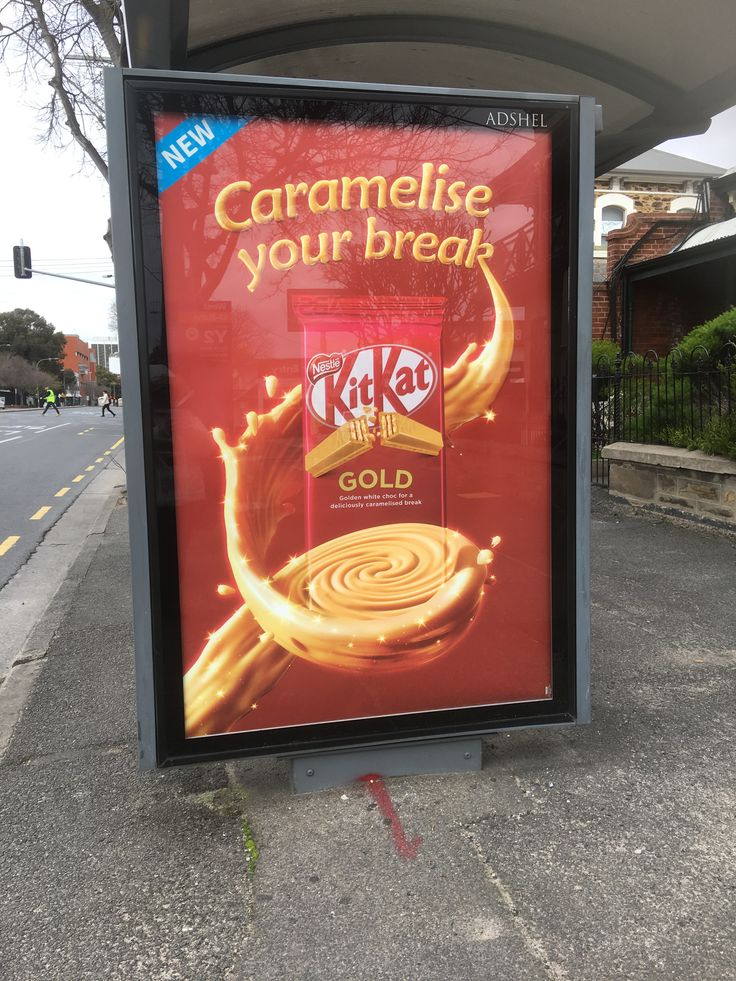 ADSHEL
NEW
Caramelise
your break
Nestlé
KitKat
GOLD
Golden white choc for a
deliciously caramelised break